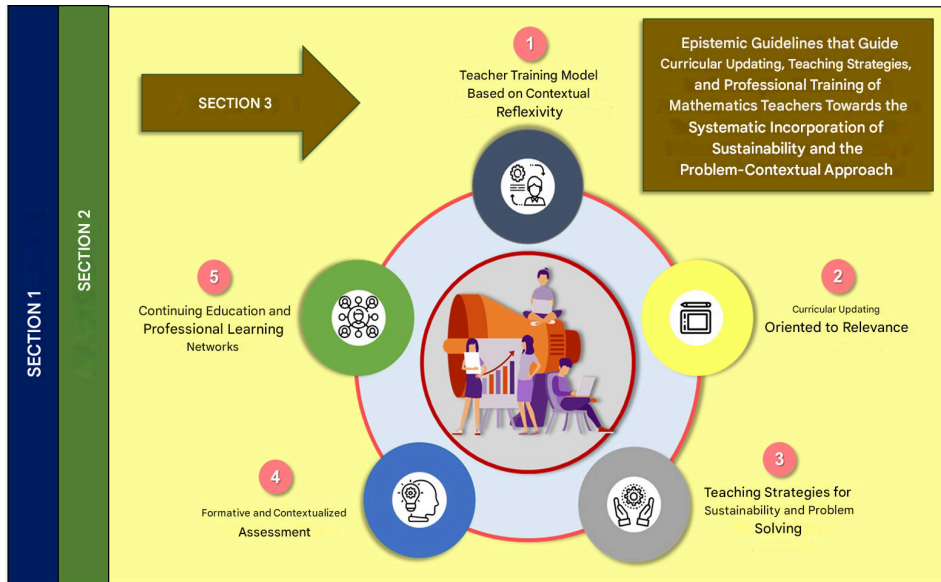 SECTION 1
SECTION 2
SECTION 3
Epistemic Guidelines that Guide
Curricular Updating, Teaching Strategies,
and Professional Training of
Mathematics Teachers Towards the
Systematic Incorporation of
Sustainability and the
Problem-Contextual Approach
1
Teacher Training Model
Based on Contextual
Reflexivity
2
Curricular Updating
Oriented to Relevance
3
Teaching Strategies for
Sustainability and Problem
Solving
4
Formative and Contextualized
Assessment
5
Continuing Education and
Professional Learning
Networks